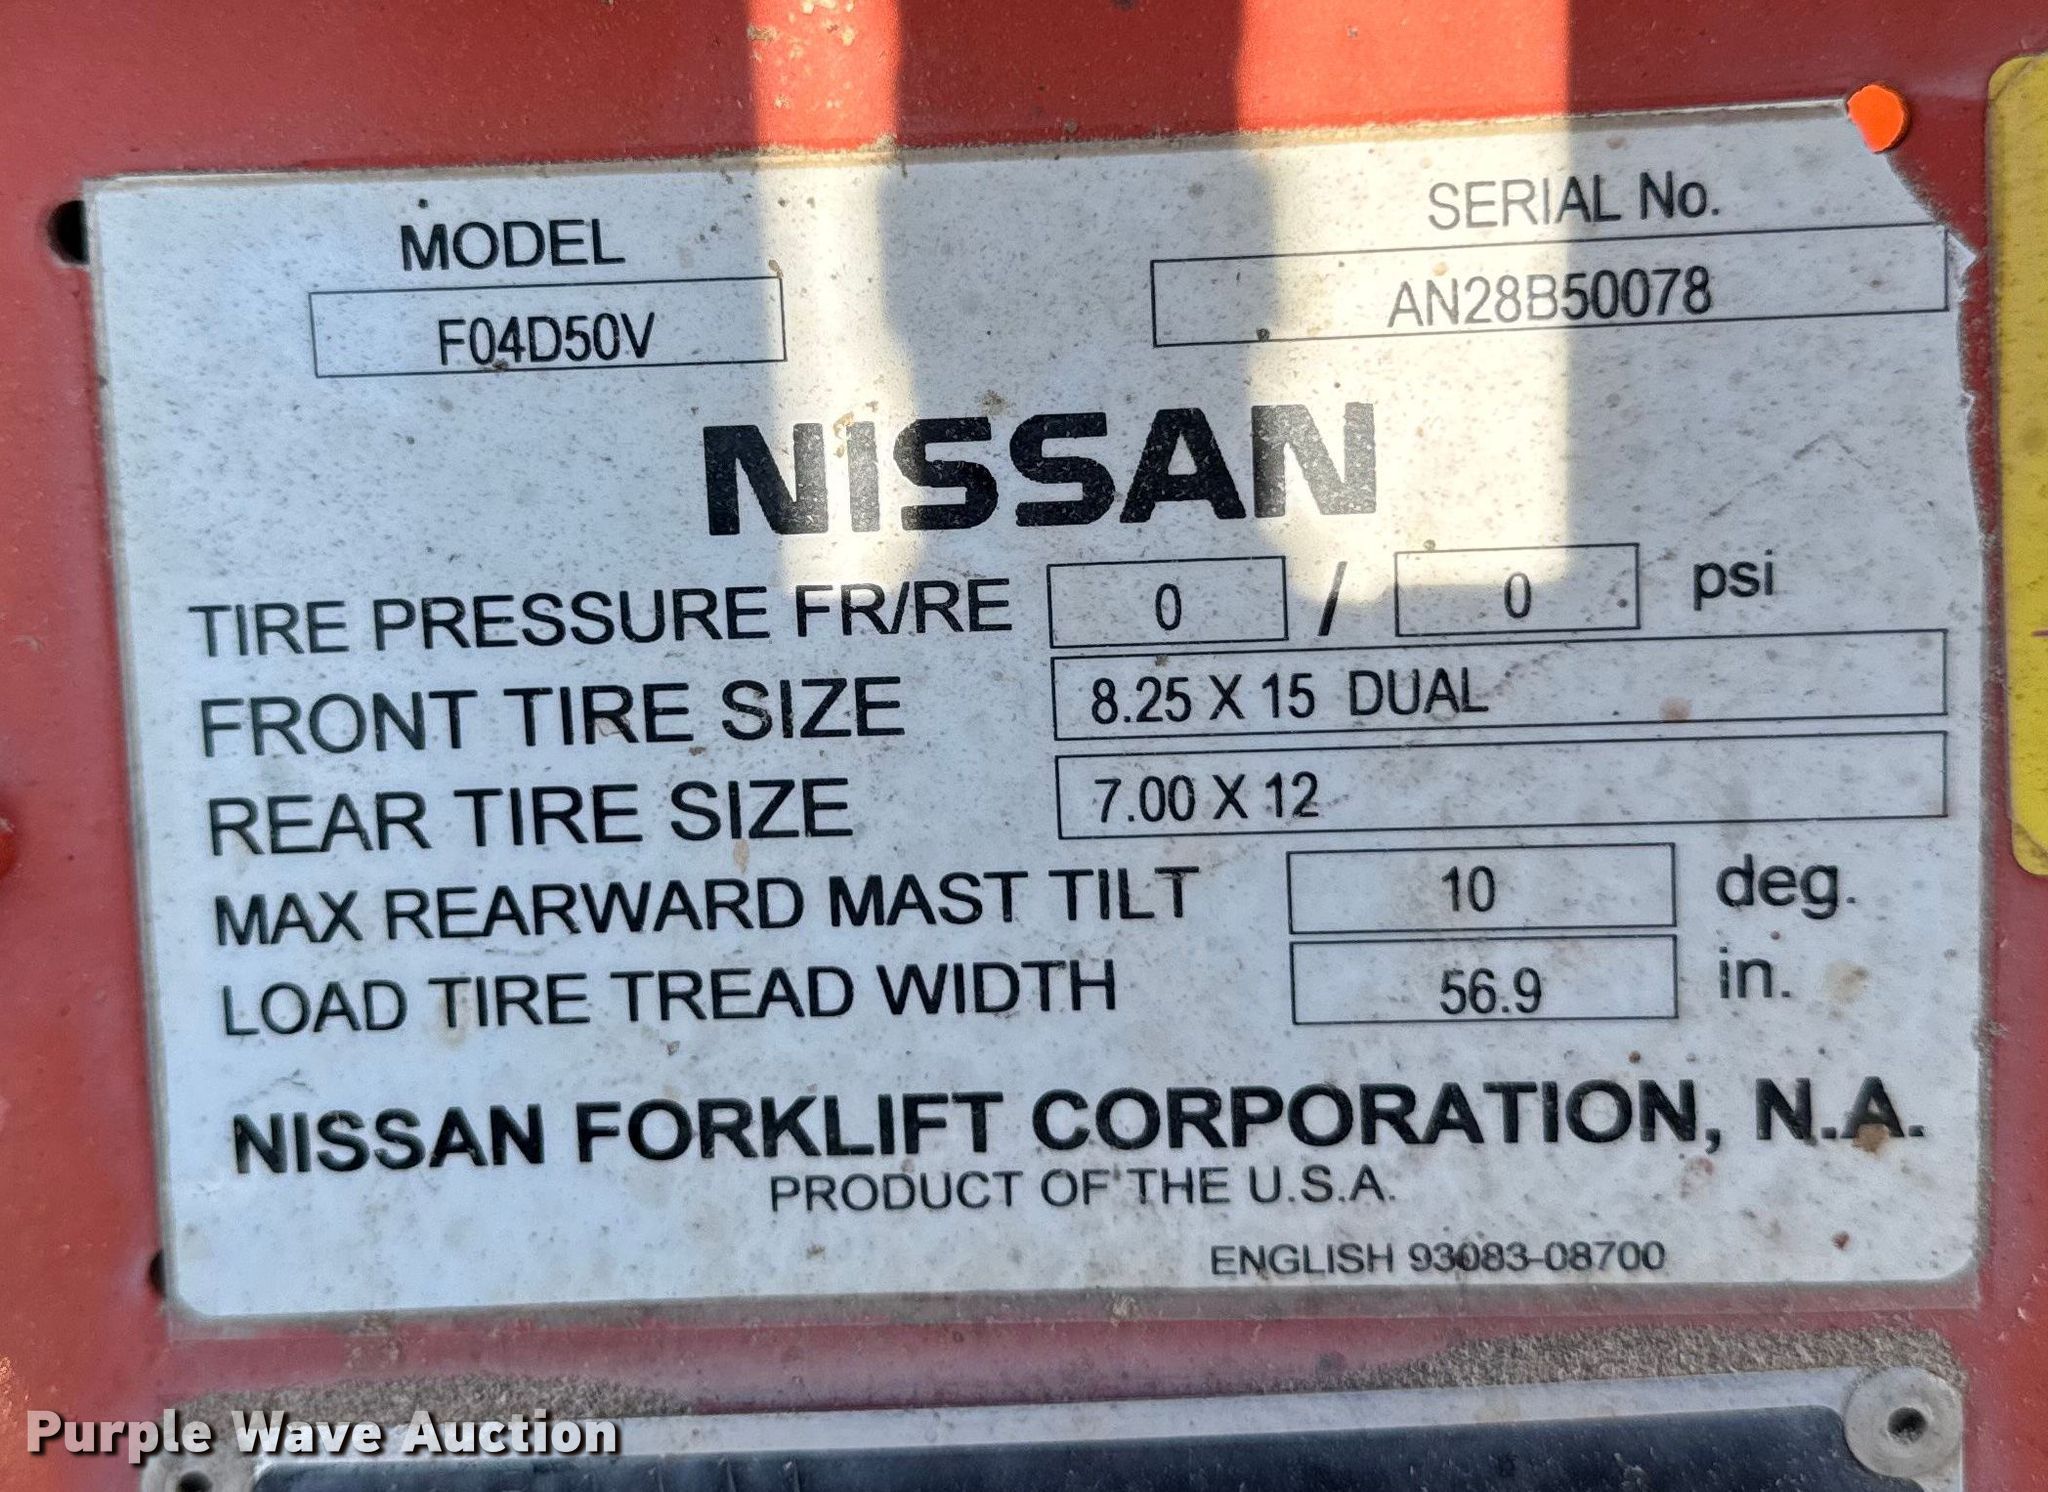 MODEL
SERIAL No.
F04D50V
AN28B50078
NISSAN
TIRE PRESSURE FR/RE 0 / 0 psi
FRONT TIRE SIZE 8.25 X 15 DUAL
REAR TIRE SIZE 7.00 X 12
MAX REARWARD MAST TILT 10 deg.
LOAD TIRE TREAD WIDTH 56.9 in.
NISSAN FORKLIFT CORPORATION, N.A.
PRODUCT OF THE U.S.A.
ENGLISH 93083-08700
Purple Wave Auction